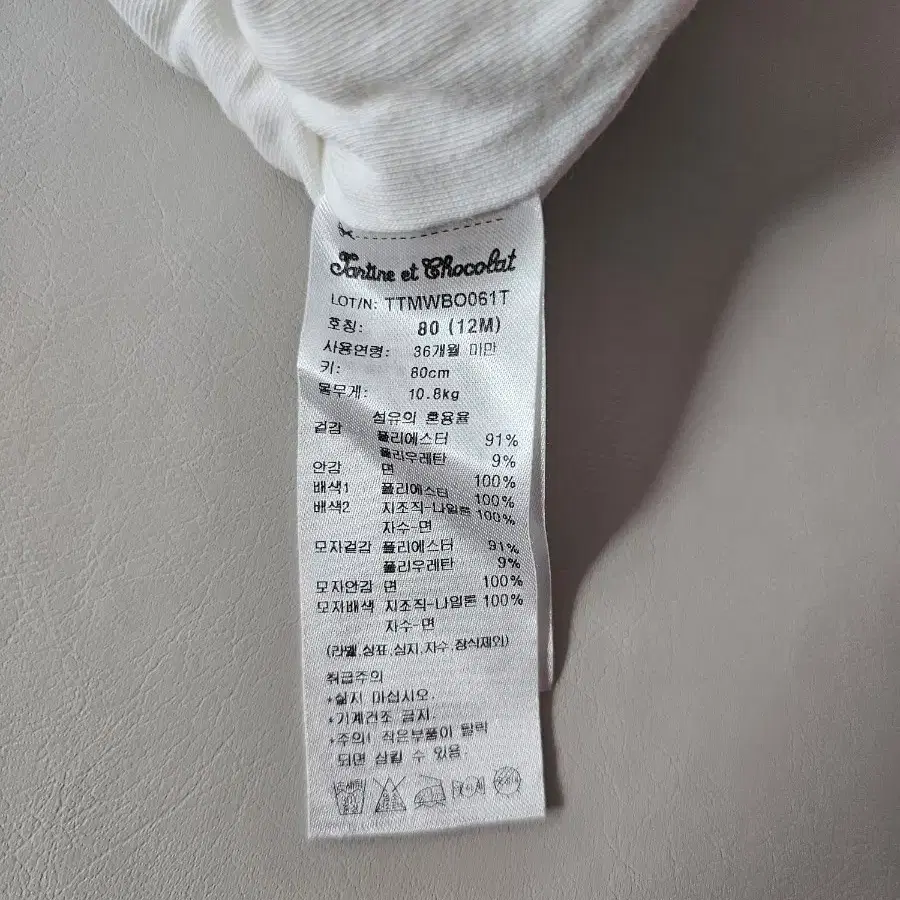 Tartine et Chocolat
LOT/N: TTMWBO061T
호칭: 80 (12M)
사용연령: 36개월 미만
키: 80cm
몸무게: 10.8kg
섬유의 혼용율
겉감 폴리에스터 91%
폴리우레탄 9%
안감 면 100%
배색1 폴리에스터 100%
배색2 지조직-나일론 100%
자수-면
모자겉감 폴리에스터 91%
폴리우레탄 9%
모자안감 면 100%
모자배색 지조직-나일론 100%
자수-면
(라벨,상표,심지,자수,장식제외)
취급주의
*삶지 마십시오.
*기계건조 금지.
*주의! 작은부품이 탈락
되면 삼킬 수 있음.